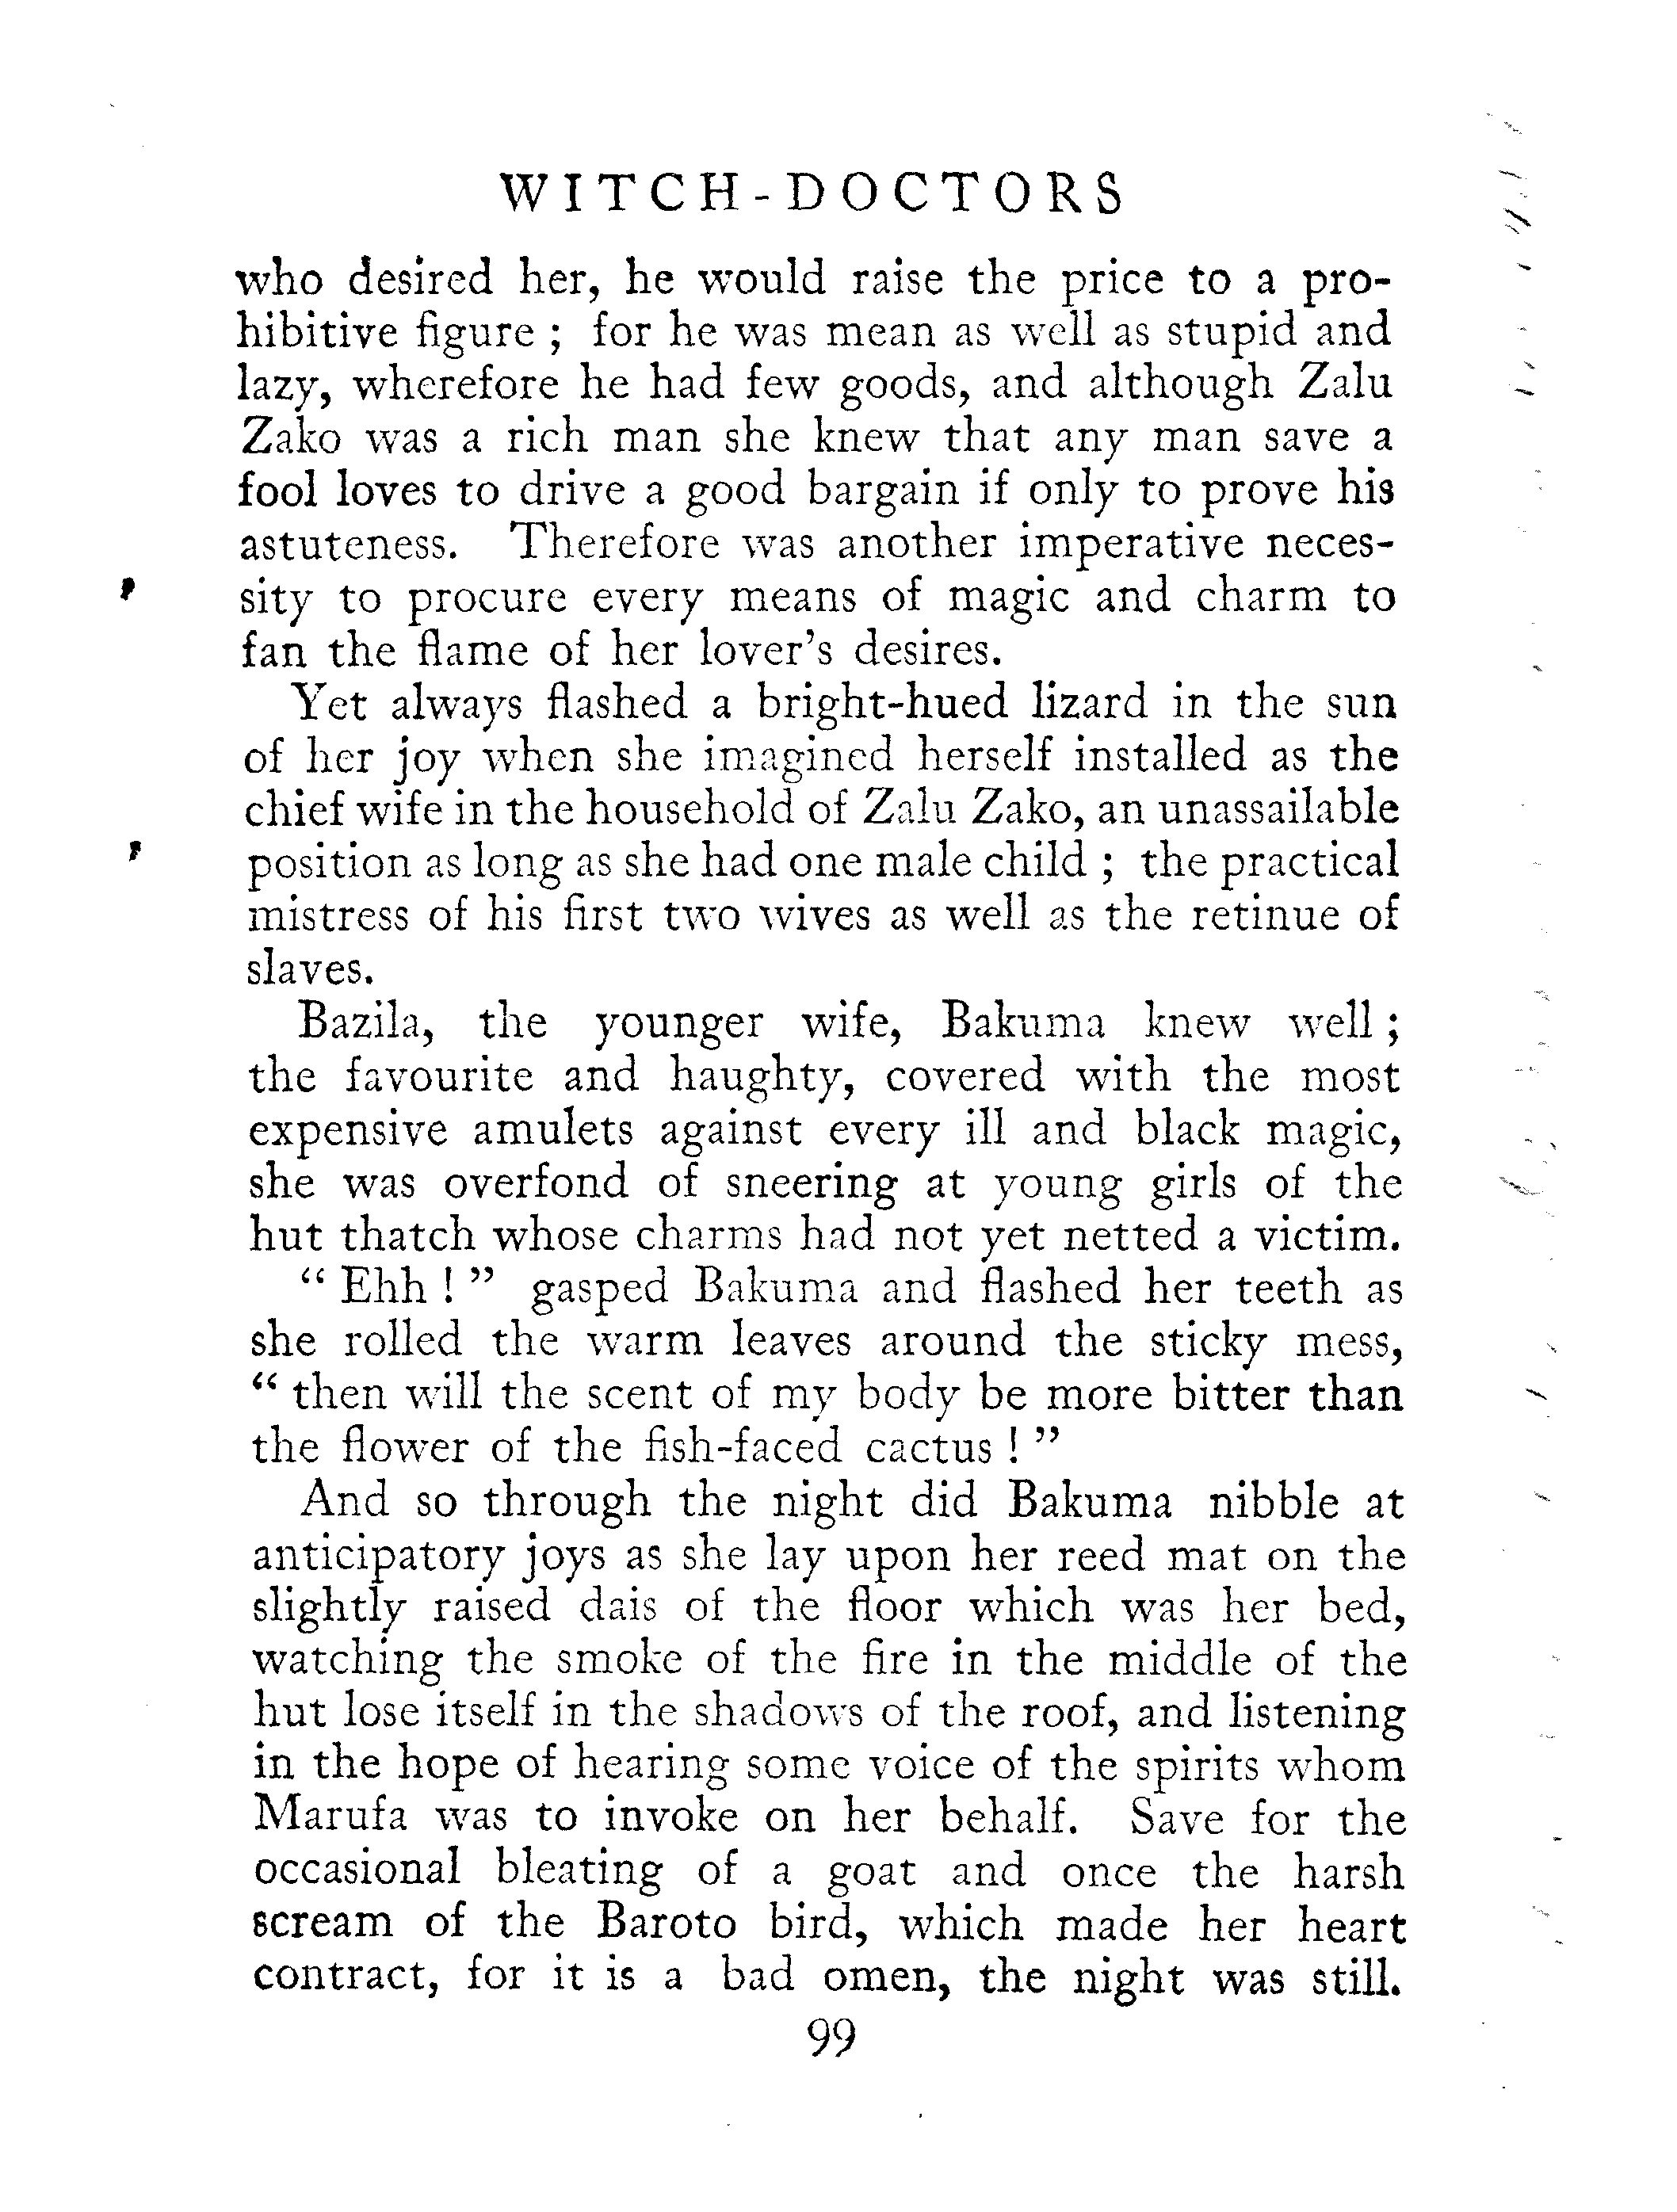 WITCH-DOCTORS
who desired her, he would raise the price to a pro-
hibitive figure ; for he was mean as well as stupid and
lazy, wherefore he had few goods, and although Zalu
Zako was a rich man she knew that any man save a
fool loves to drive a good bargain if only to prove his
astuteness. Therefore was another imperative neces-
sity to procure every means of magic and charm to
fan the flame of her lover's desires.
Yet always flashed a bright-hued lizard in the sun
of her joy when she imagined herself installed as the
chief wife in the household of Zalu Zako, an unassailable
position as long as she had one male child ; the practical
mistress of his first two wives as well as the retinue of
slaves.
Bazila, the younger wife, Bakuma knew well ;
the favourite and haughty, covered with the most
expensive amulets against every ill and black magic,
she was overfond of sneering at young girls of the
hut thatch whose charms had not yet netted a victim.
“ Ehh ! ” gasped Bakuma and flashed her teeth as
she rolled the warm leaves around the sticky mess,
“ then will the scent of my body be more bitter than
the flower of the fish-faced cactus ! ”
And so through the night did Bakuma nibble at
anticipatory joys as she lay upon her reed mat on the
slightly raised dais of the floor which was her bed,
watching the smoke of the fire in the middle of the
hut lose itself in the shadows of the roof, and listening
in the hope of hearing some voice of the spirits whom
Marufa was to invoke on her behalf. Save for the
occasional bleating of a goat and once the harsh
scream of the Baroto bird, which made her heart
contract, for it is a bad omen, the night was still.
99